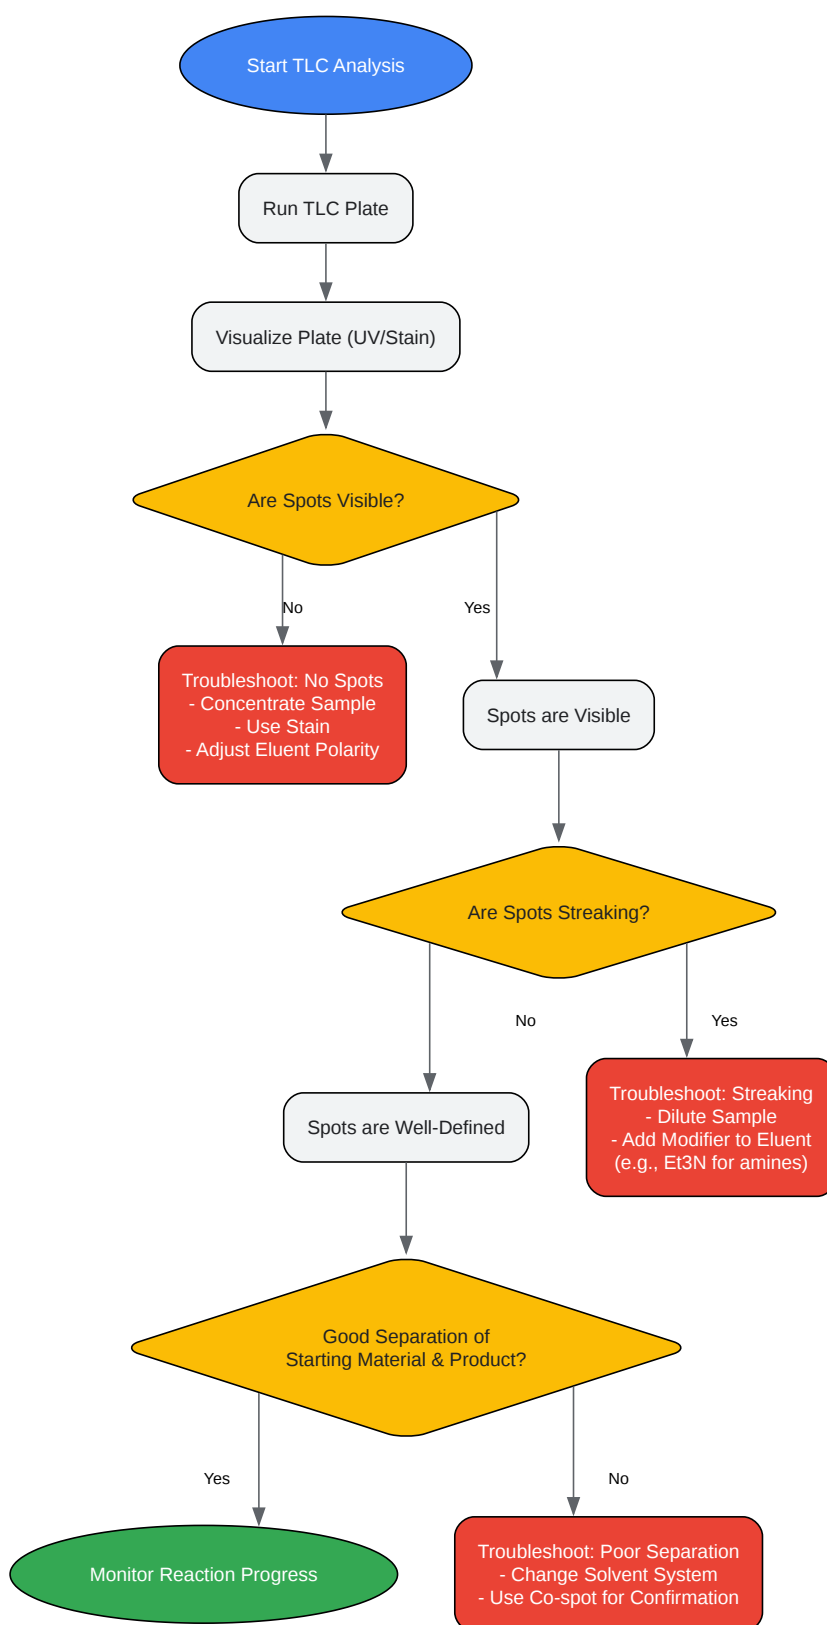 Start TLC Analysis
Run TLC Plate
Visualize Plate (UV/Stain)
Are Spots Visible?
No
Yes
Troubleshoot: No Spots
- Concentrate Sample
- Use Stain
- Adjust Eluent Polarity
Spots are Visible
Are Spots Streaking?
No
Yes
Troubleshoot: Streaking
- Dilute Sample
- Add Modifier to Eluent
(e.g., Et3N for amines)
Spots are Well-Defined
Good Separation of
Starting Material & Product?
Yes
No
Monitor Reaction Progress
Troubleshoot: Poor Separation
- Change Solvent System
- Use Co-spot for Confirmation